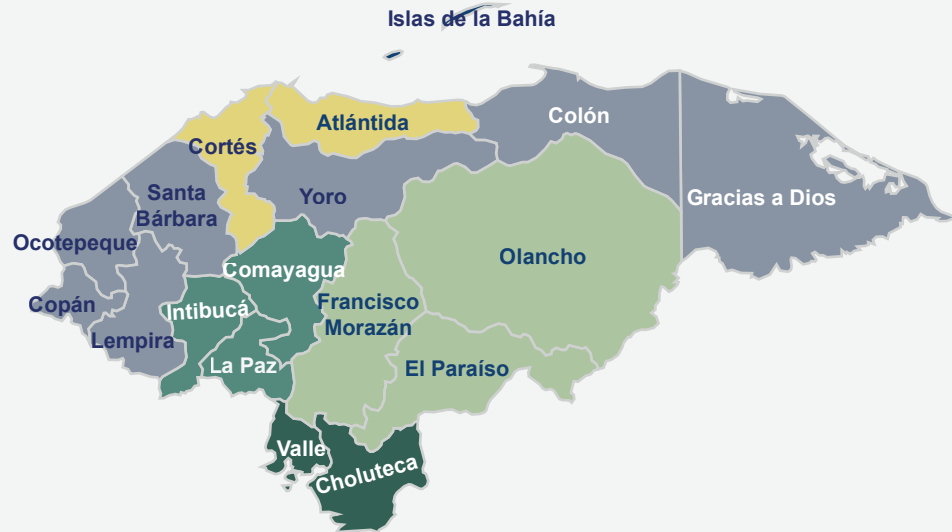 Islas de la Bahía
Colón
Atlántida
Cortés
Santa
Bárbara
Yoro
Gracias a Dios
Ocotepeque
Olancho
Comayagua
Copán
Intibucá
Francisco
Morazán
Lempira
La Paz
El Paraíso
Valle
Choluteca